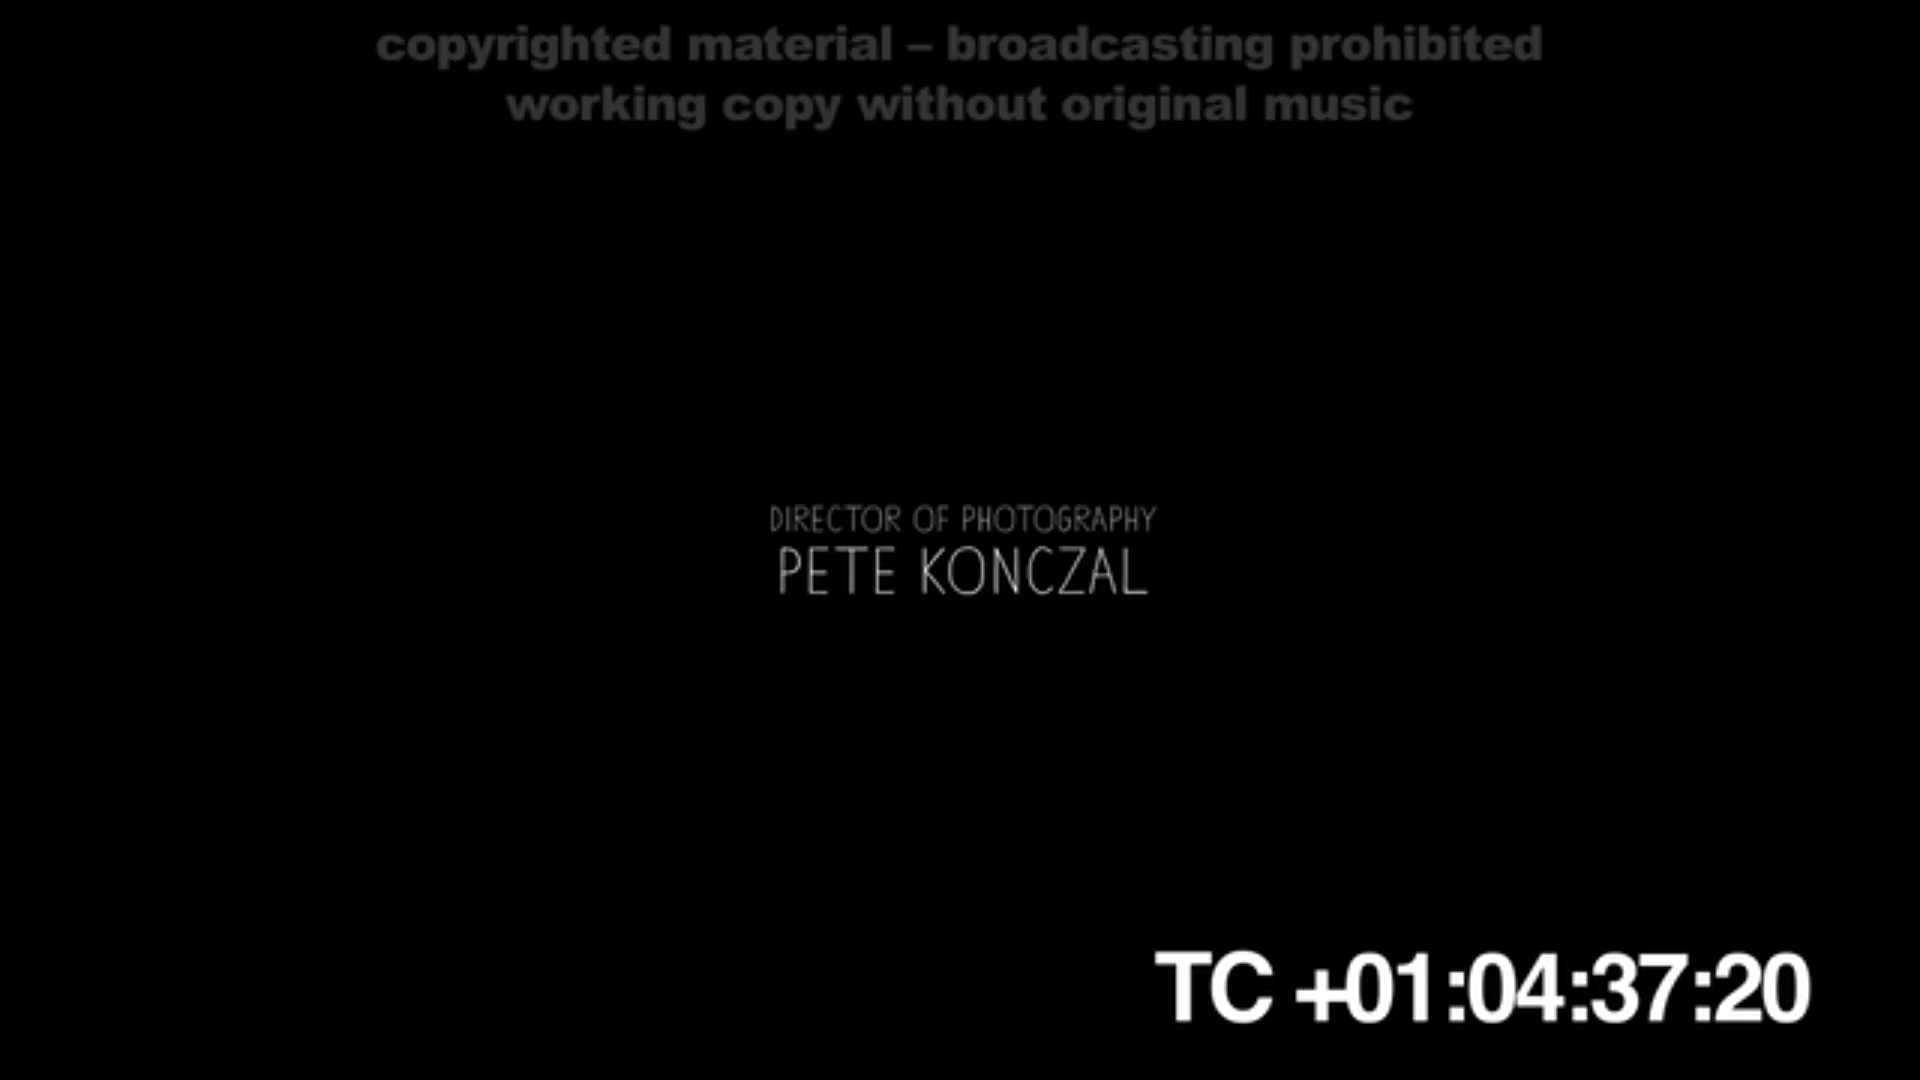 copyrighted material – broadcasting prohibited
working copy without original music
DIRECTOR OF PHOTOGRAPHY
PETE KONCZAL
TC +01:04:37:20